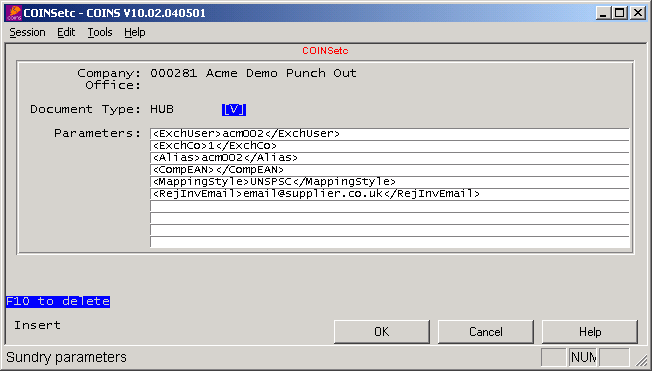 COINSetc - COINS V10.02.040501
Session Edit Tools Help
COINSetc
Company: 000281 Acme Demo Punch Out
Office:
Document Type: HUB [V]
Parameters:
<ExchUser>acm002</ExchUser>
<ExchCo>1</ExchCo>
<Alias>acm002</Alias>
<CompEAN></CompEAN>
<MappingStyle>UNSPSC</MappingStyle>
<RejInvEmail>email@supplier.co.uk</RejInvEmail>
F10 to delete
Insert
OK Cancel Help
Sundry parameters NUM